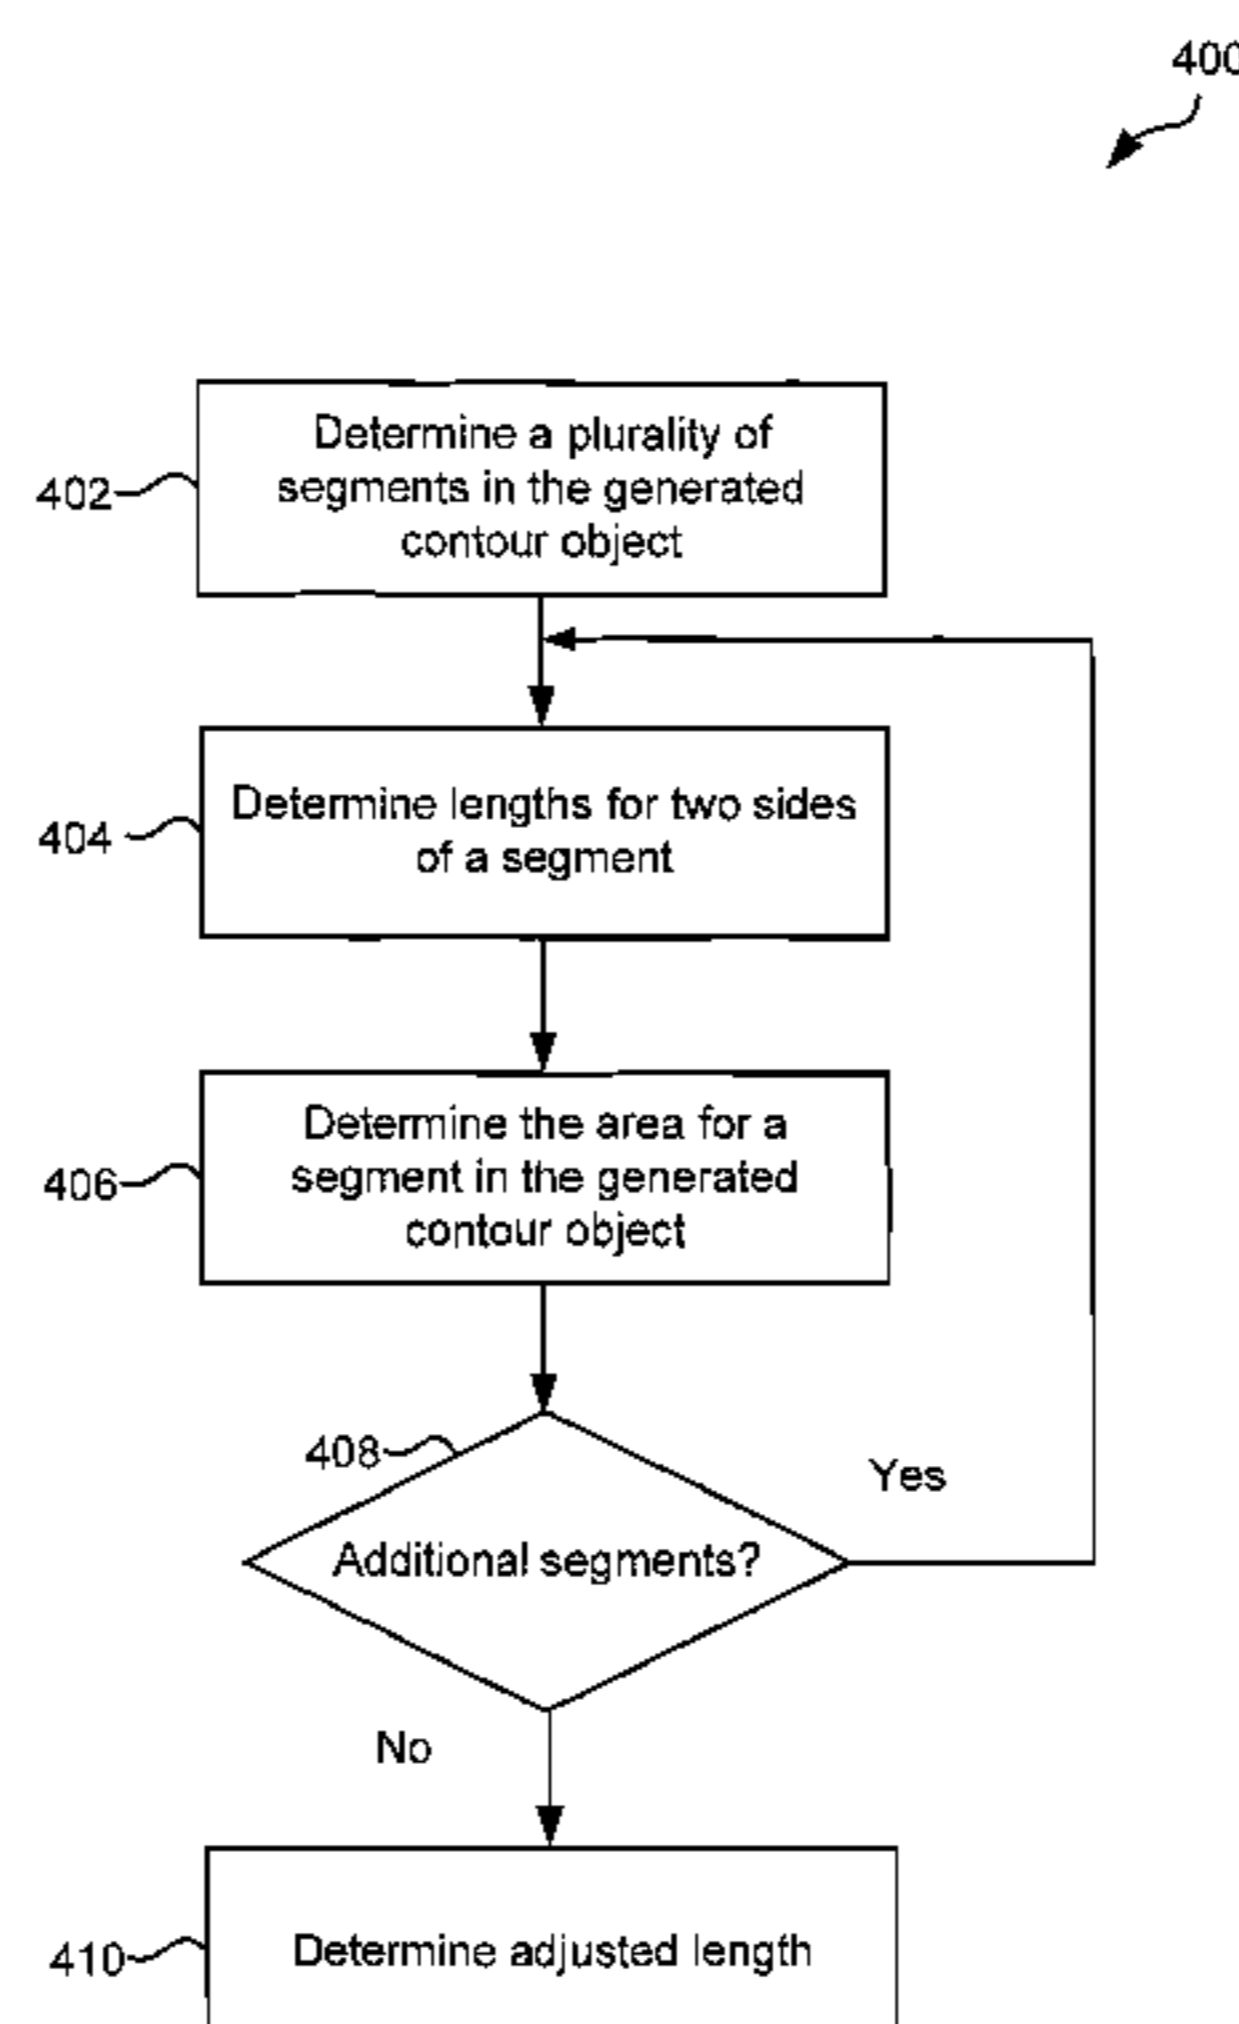 400
402
Determine a plurality of
segments in the generated
contour object
404
Determine lengths for two sides
of a segment
406
Determine the area for a
segment in the generated
contour object
408
Yes
Additional segments?
No
410
Determine adjusted length